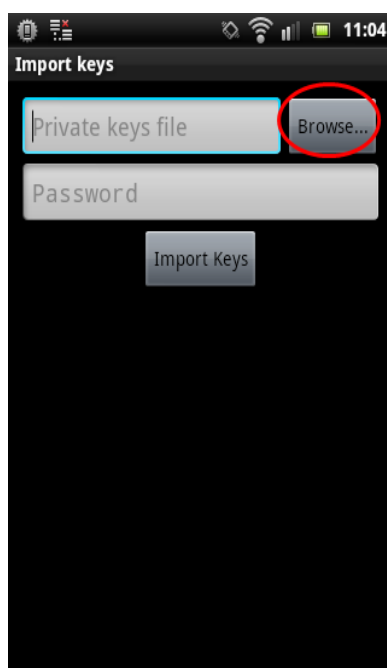 11:04
Import keys
Private keys file
Browse...
Password
Import Keys